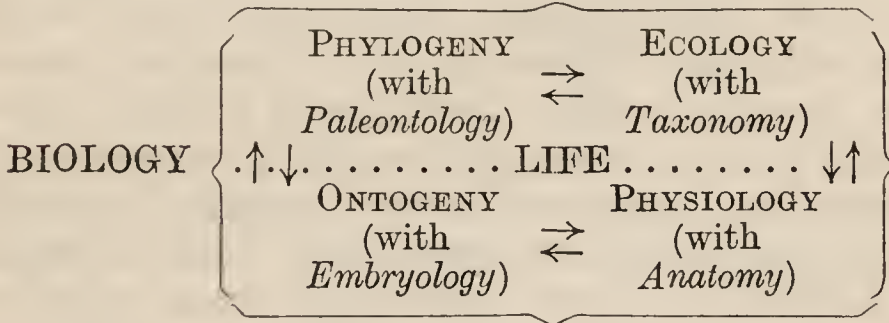 PHYLOGENY ECOLOGY
(with ⇄ (with
Paleontology) Taxonomy)
BIOLOGY .↑.↓. . . . . . . . . LIFE . . . . . . . . ↓↑
ONTOGENY PHYSIOLOGY
(with ⇄ (with
Embryology) Anatomy)